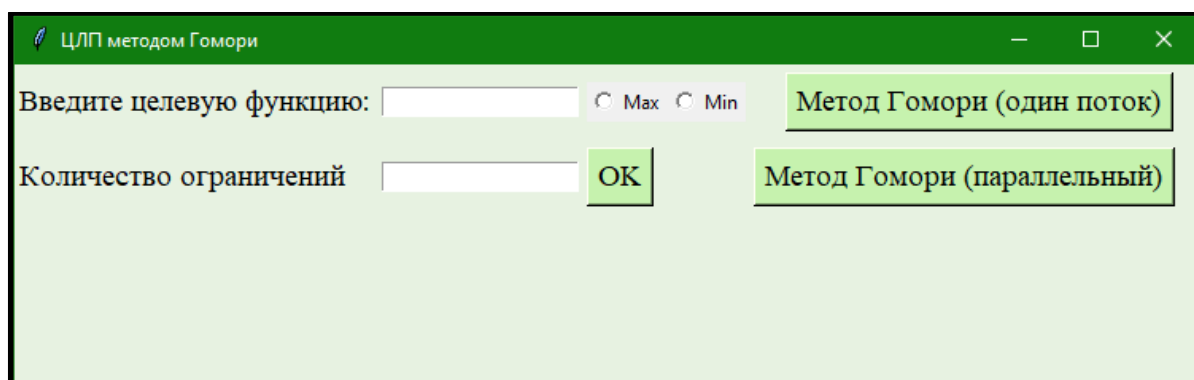 ЦЛП методом Гомори
Введите целевую функцию: Max Min Метод Гомори (один поток)
Количество ограничений OK Метод Гомори (параллельный)